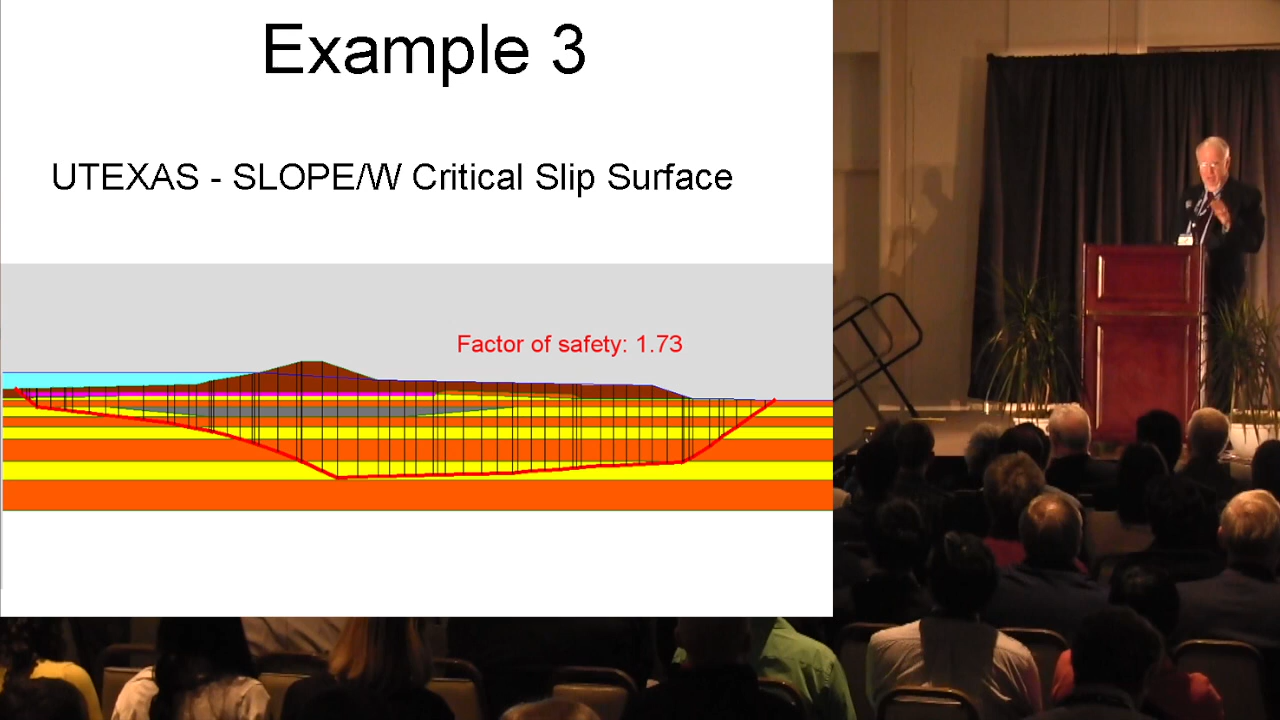 Example 3
UTEXAS - SLOPE/W Critical Slip Surface
Factor of safety: 1.73